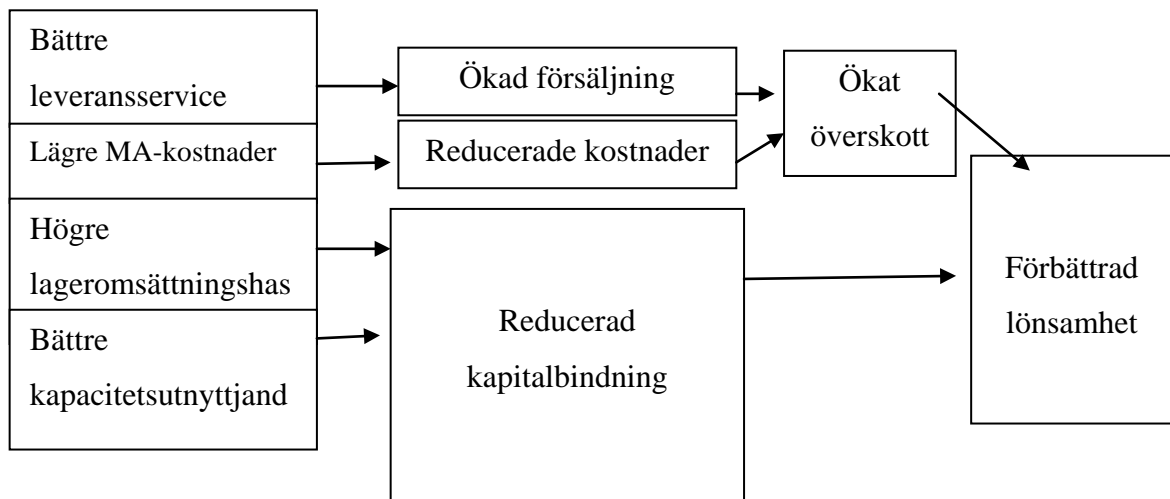 Bättre
leveransservice
Lägre MA-kostnader
Högre
lageromsättningshas
Bättre
kapacitetsutnyttjand
Ökad försäljning
Reducerade kostnader
Reducerad
kapitalbindning
Ökat
överskott
Förbättrad
lönsamhet